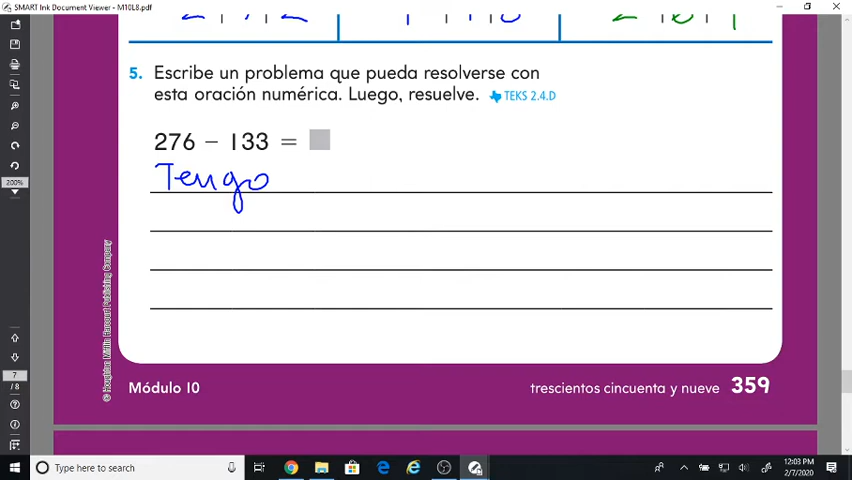 SMART Ink Document Viewer - M10L8.pdf
5. Escribe un problema que pueda resolverse con
esta oración numérica. Luego, resuelve. TEKS 2.4.D
276 − 133 =
Tengo
© Houghton Mifflin Harcourt Publishing Company
Módulo 10
trescientos cincuenta y nueve 359
200%
7
/ 8
Type here to search
12:03 PM
2/7/2020